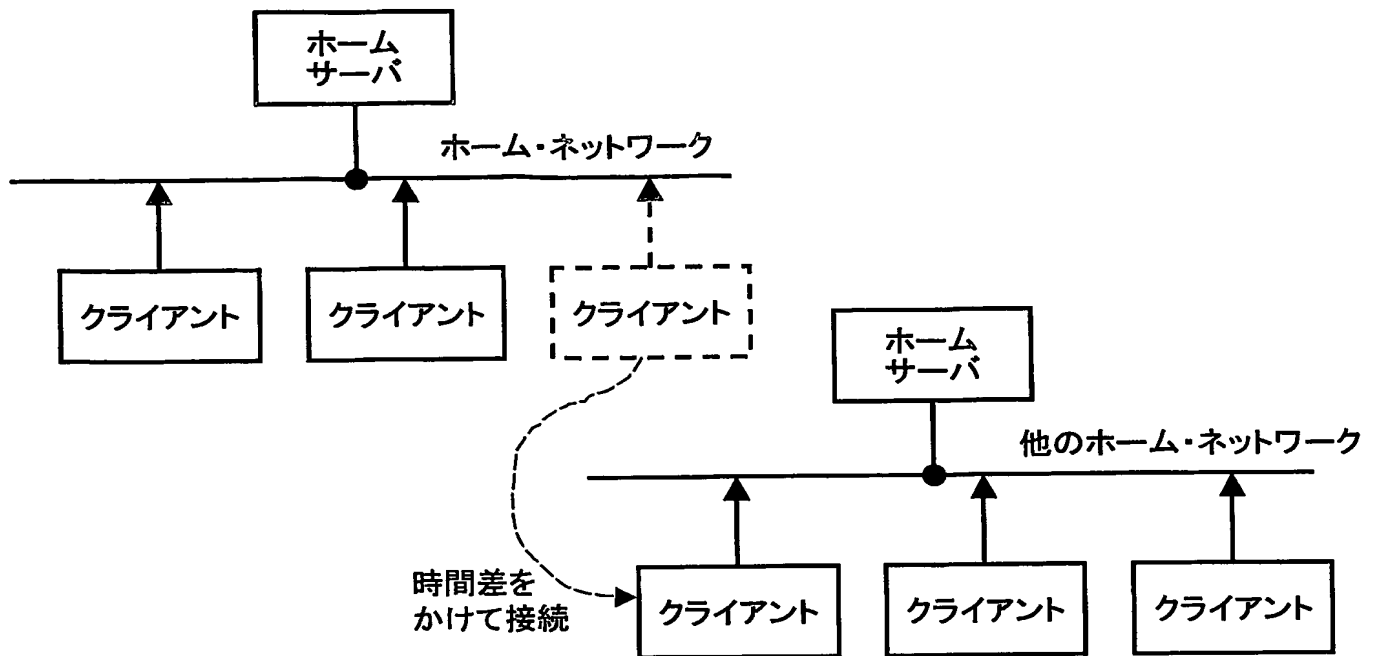 ホーム
サーバ
ホーム・ネットワーク
クライアント
クライアント
クライアント
ホーム
サーバ
他のホーム・ネットワーク
時間差を
かけて接続
クライアント
クライアント
クライアント